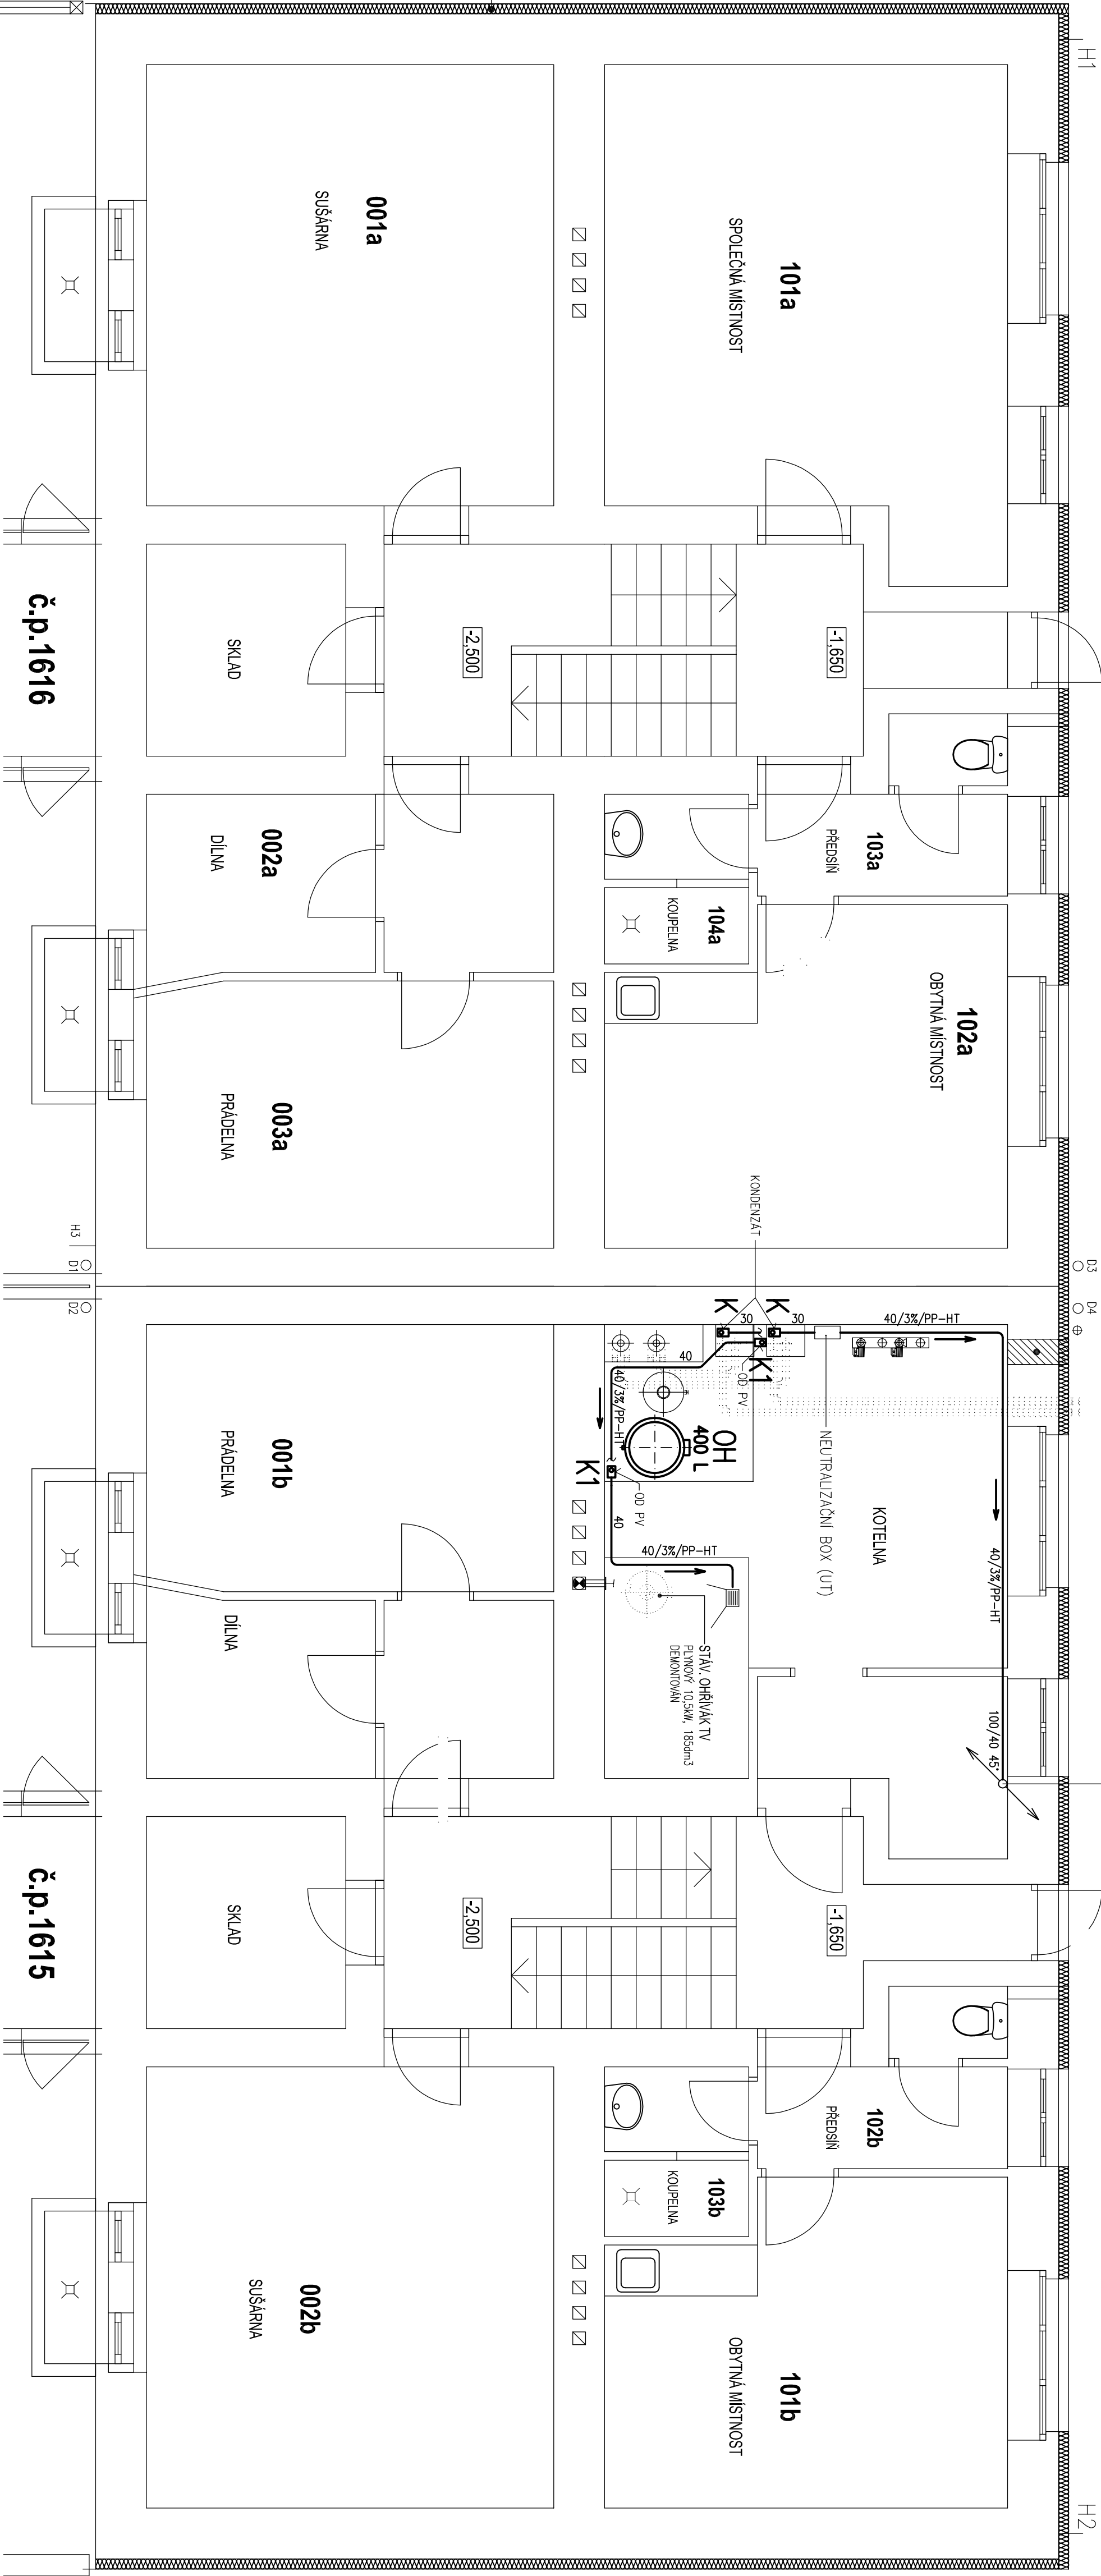 H1
H2
101a
SPOLEČNÁ MÍSTNOST
001a
SUŠÁRNA
-1,650
-2,500
SKLAD
č.p.1616
103a
PŘEDSÍŇ
104a
KOUPELNA
102a
OBYTNÁ MÍSTNOST
002a
DÍLNA
003a
PRÁDELNA
KONDENZÁT
H3
D1
D2
D3
D4
K
K
30
30
K1
OD PV
40/3%/PP-HT
NEUTRALIZAČNÍ BOX (UT)
KOTELNA
40
40/3%/PP-HT
OH
400 L
K1
OD PV
40
40/3%/PP-HT
40/3%/PP-HT
100/40 45°
STÁV. OHŘÍVÁK TV
PLYNOVÝ 10,5kW, 185dm3
DEMONTOVÁN
001b
PRÁDELNA
DÍLNA
-1,650
-2,500
SKLAD
č.p.1615
102b
PŘEDSÍŇ
103b
KOUPELNA
101b
OBYTNÁ MÍSTNOST
002b
SUŠÁRNA